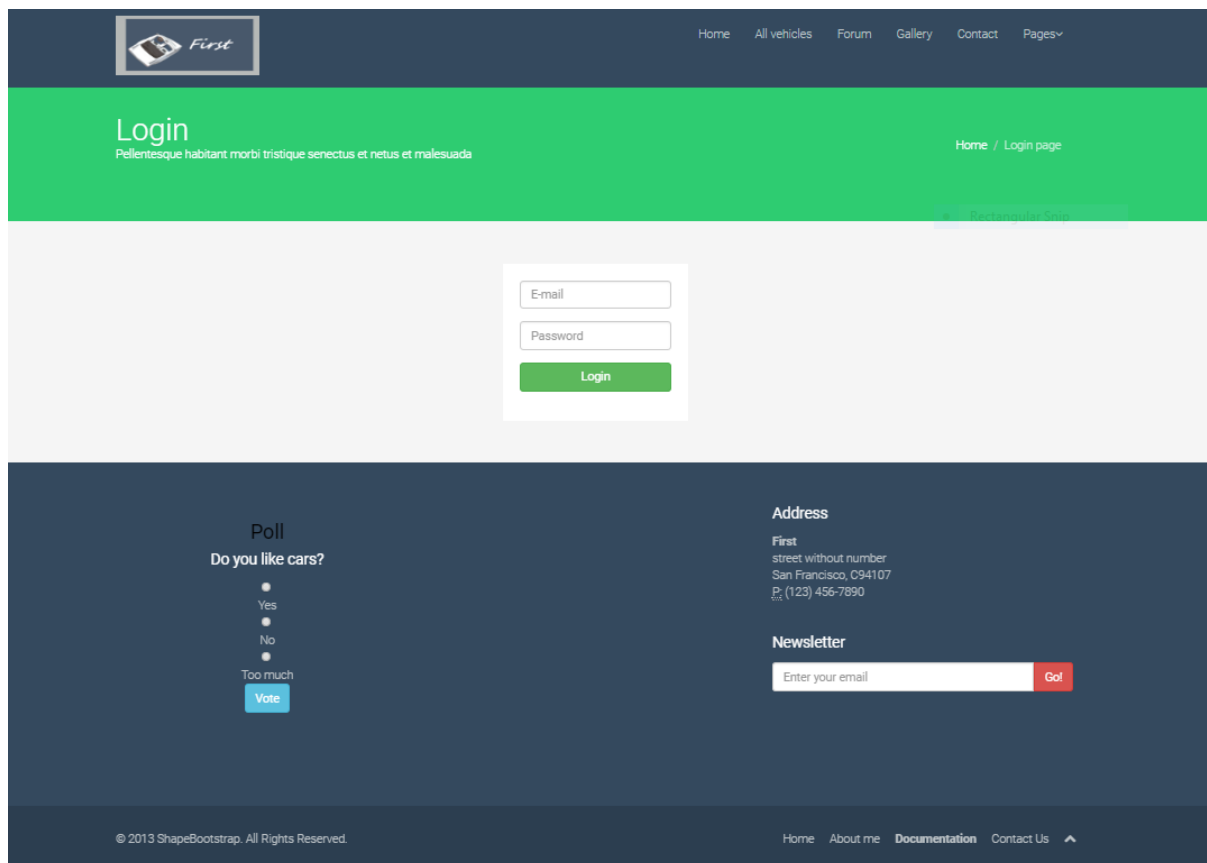 First
Home All vehicles Forum Gallery Contact Pages
Login
Pellentesque habitant morbi tristique senectus et netus et malesuada
Home / Login page
Rectangular Snip
E-mail
Password
Login
Poll
Do you like cars?
Yes
No
Too much
Vote
Address
First
street without number
San Francisco, C94107
P: (123) 456-7890
Newsletter
Enter your email Go!
© 2013 ShapeBootstrap. All Rights Reserved.
Home About me Documentation Contact Us